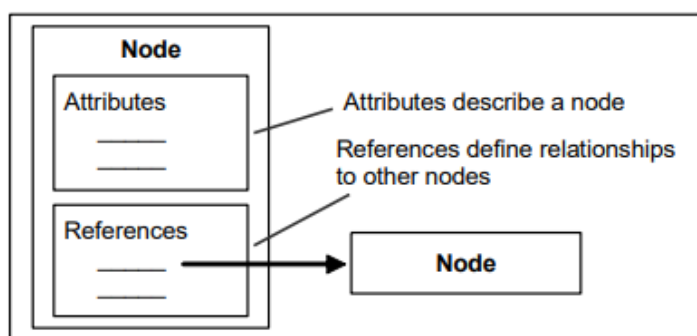 Node
Attributes
Attributes describe a node
References define relationships
to other nodes
References
Node